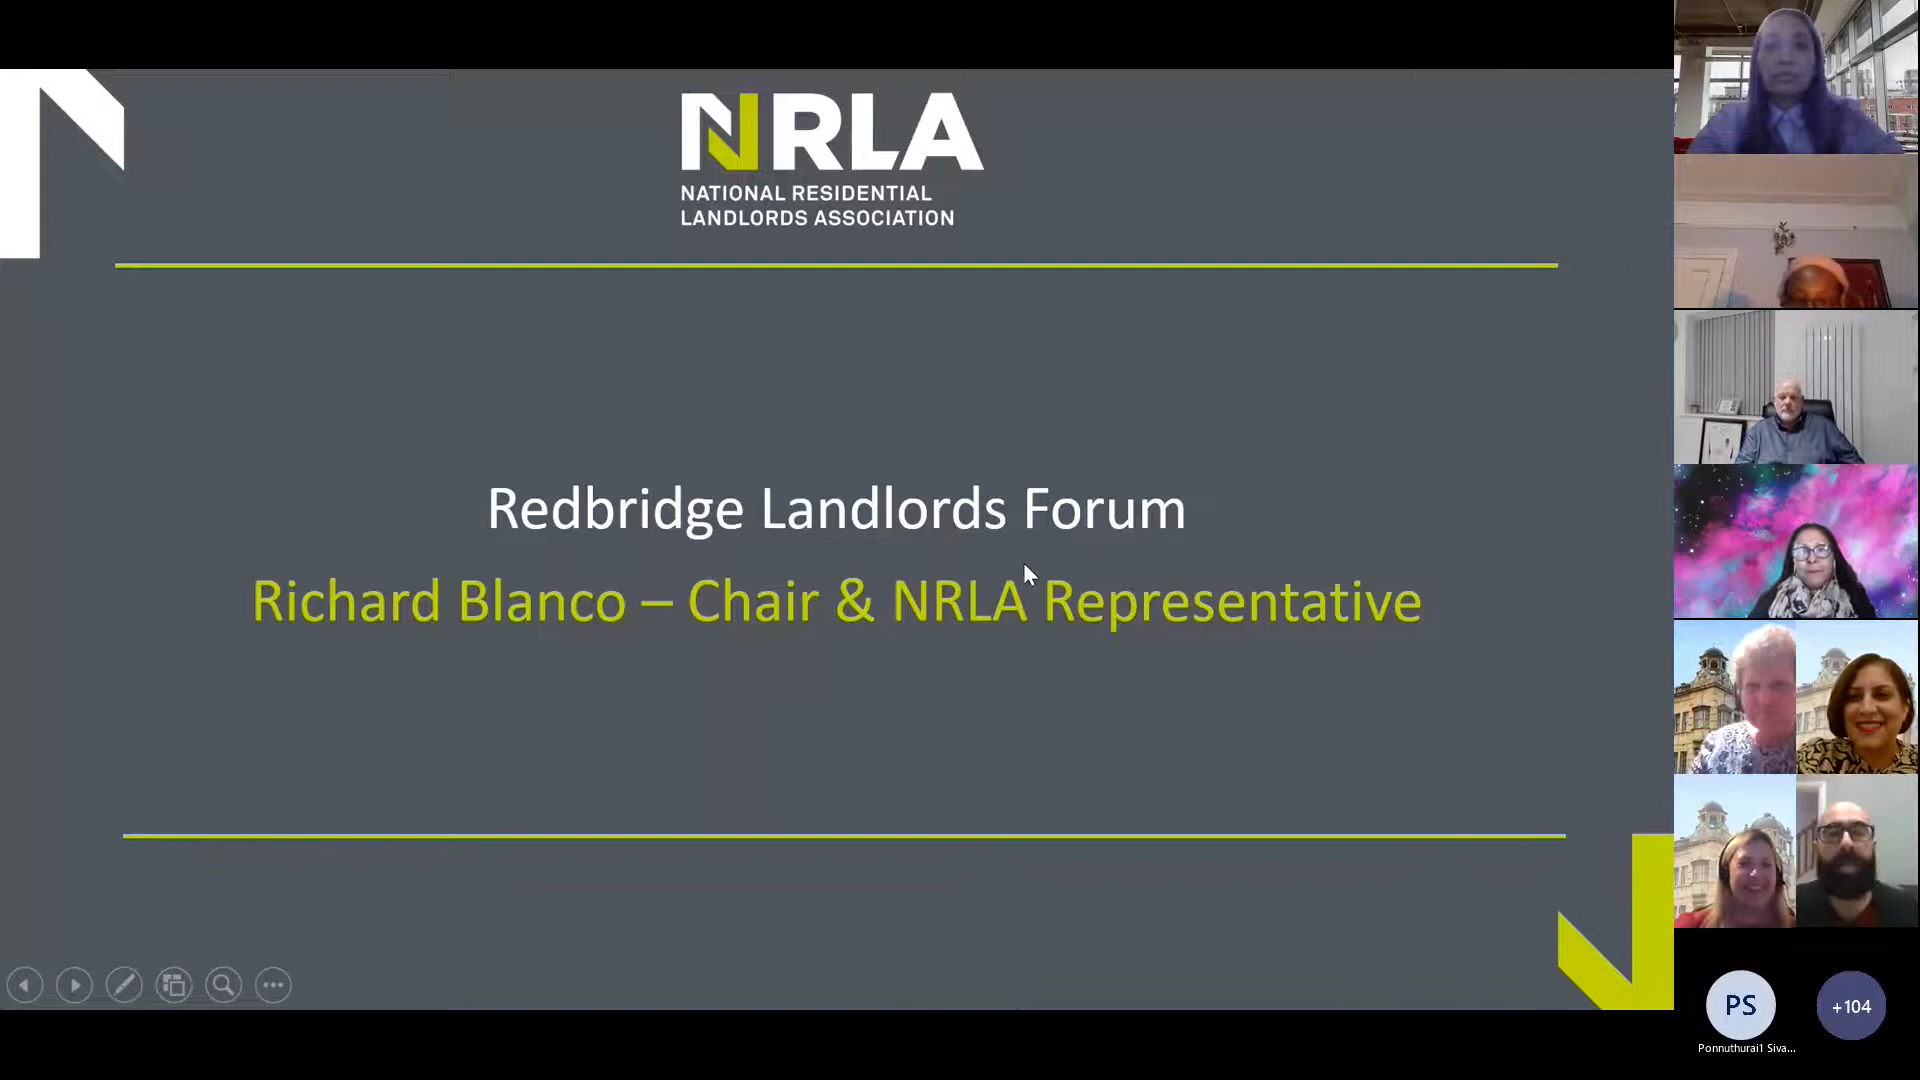 NRLA
NATIONAL RESIDENTIAL
LANDLORDS ASSOCIATION
Redbridge Landlords Forum
Richard Blanco – Chair & NRLA Representative
PS
+104
Ponnuthurai1 Siva...